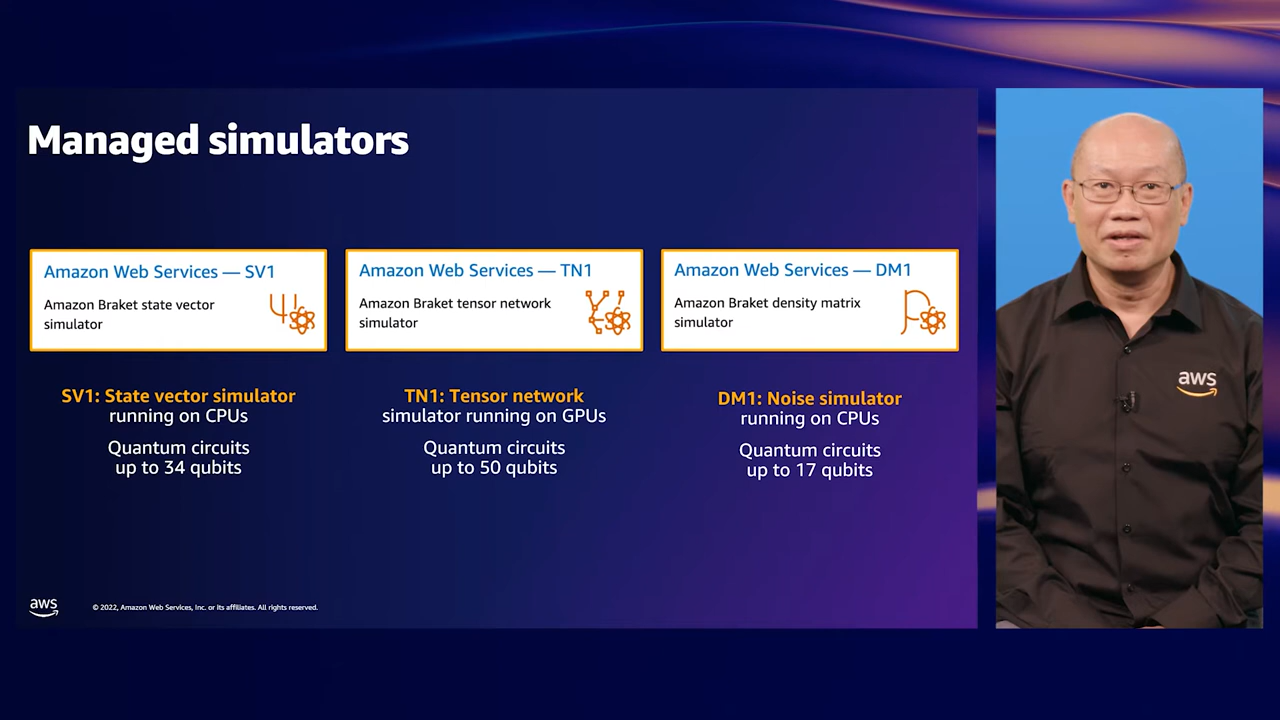 Managed simulators
Amazon Web Services — SV1
Amazon Braket state vector
simulator
Amazon Web Services — TN1
Amazon Braket tensor network
simulator
Amazon Web Services — DM1
Amazon Braket density matrix
simulator
SV1: State vector simulator
running on CPUs
Quantum circuits
up to 34 qubits
TN1: Tensor network
simulator running on GPUs
Quantum circuits
up to 50 qubits
DM1: Noise simulator
running on CPUs
Quantum circuits
up to 17 qubits
aws
aws
© 2022, Amazon Web Services, Inc. or its affiliates. All rights reserved.